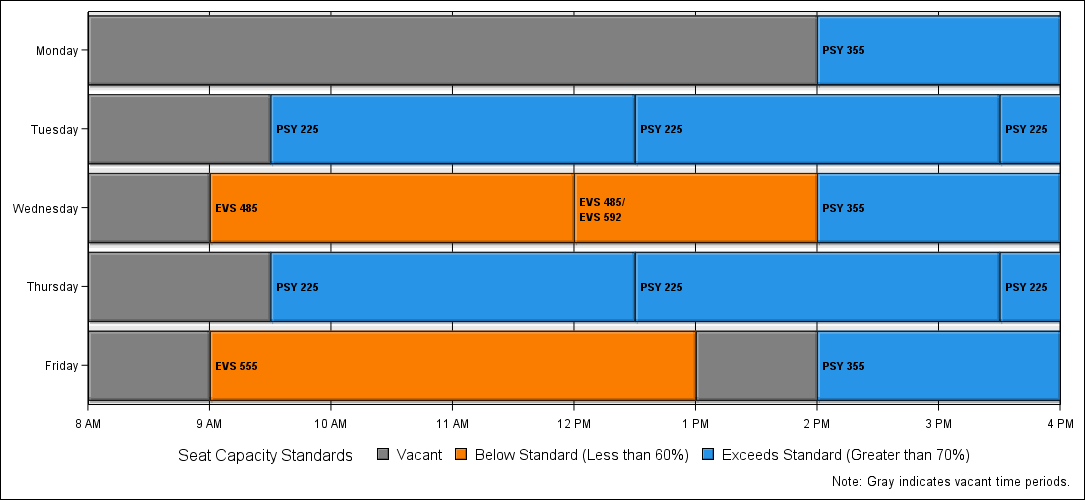 Monday
PSY 355
Tuesday
PSY 225
PSY 225
PSY 225
Wednesday
EVS 485
EVS 485/
EVS 592
PSY 355
Thursday
PSY 225
PSY 225
PSY 225
Friday
EVS 555
PSY 355
8 AM
9 AM
10 AM
11 AM
12 PM
1 PM
2 PM
3 PM
4 PM
Seat Capacity Standards
Vacant
Below Standard (Less than 60%)
Exceeds Standard (Greater than 70%)
Note: Gray indicates vacant time periods.